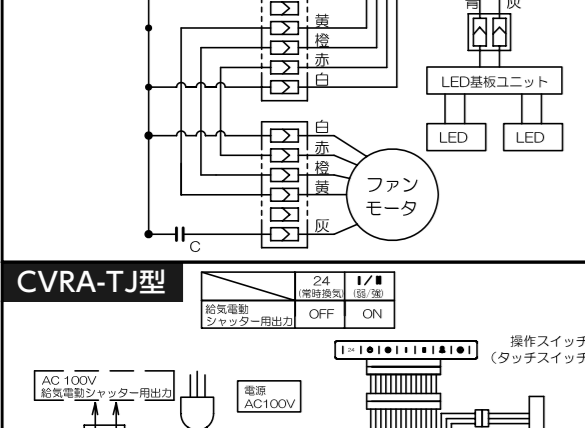 青
灰
黄
橙
赤
白
LED基板ユニット
LED
LED
白
赤
橙
黄
灰
ファン
モータ
C
CVRA-TJ型
24
(常時換気)
(弱/強)
給気電動
シャッター用出力
OFF
ON
操作スイッチ
(タッチスイッチ
24
AC 100V
給気電動シャッター用出力
電源
AC100V